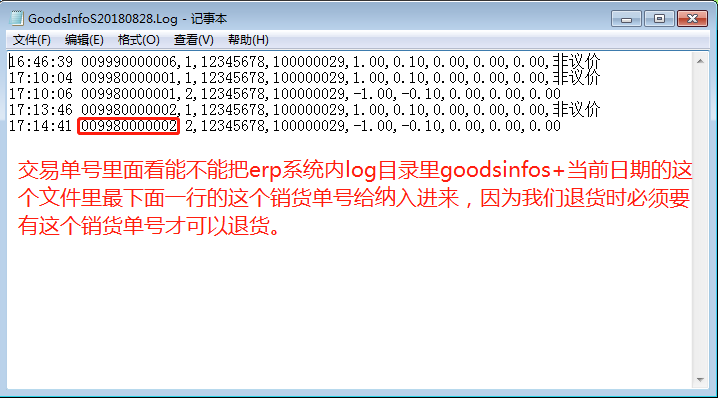 GoodsInfoS20180828.Log - 记事本
文件(F) 编辑(E) 格式(O) 查看(V) 帮助(H)
16:46:39 009990000006,1,12345678,100000029,1.00,0.10,0.00,0.00,0.00,非议价
17:10:04 009980000001,1,12345678,100000029,1.00,0.10,0.00,0.00,0.00,非议价
17:10:06 009980000001,2,12345678,100000029,-1.00,-0.10,0.00,0.00,0.00
17:13:46 009980000002,1,12345678,100000029,1.00,0.10,0.00,0.00,0.00,非议价
17:14:41 009980000002 2,12345678,100000029,-1.00,-0.10,0.00,0.00,0.00
交易单号里面看能不能把erp系统内log目录里goodsinfos+当前日期的这
个文件里最下面一行的这个销货单号给纳入进来，因为我们退货时必须要
有这个销货单号才可以退货。